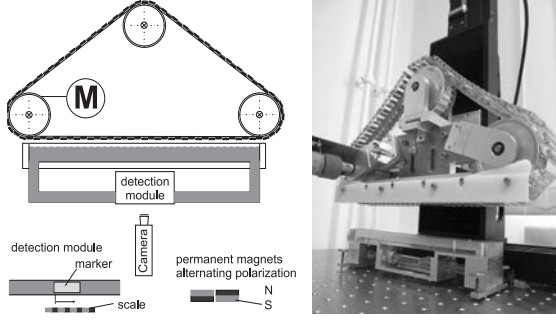 M
detection
module
Camera
detection module
marker
scale
permanent magnets
alternating polarization
N
S